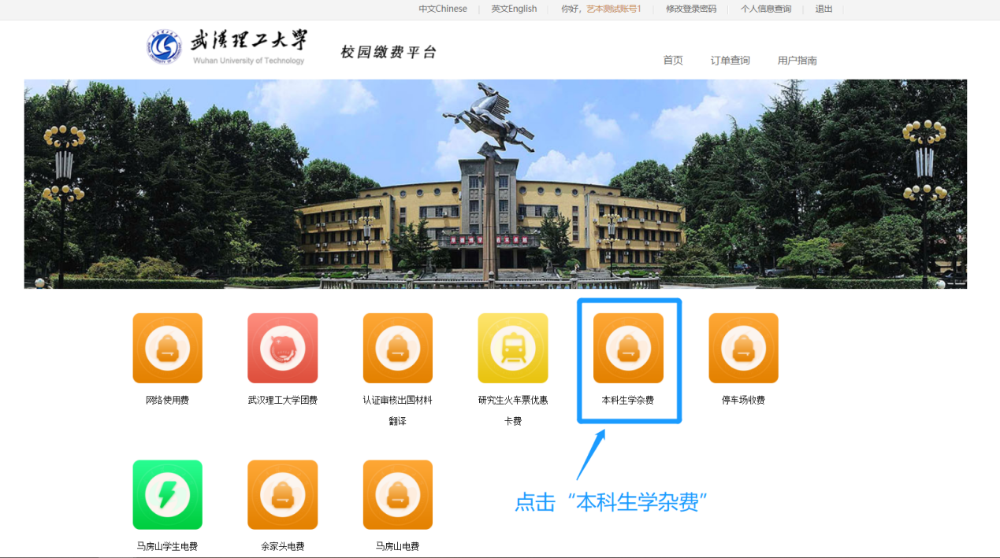 中文Chinese
英文English
你好，艺本测试账号1
修改登录密码
个人信息查询
退出
武汉理工大学
Wuhan University of Technology
校园缴费平台
首页
订单查询
用户指南
网络使用费
武汉理工大学团费
认证审核出国材料
翻译
研究生火车票优惠
卡费
本科生学杂费
停车场收费
点击“本科生学杂费”
马房山学生电费
余家头电费
马房山电费